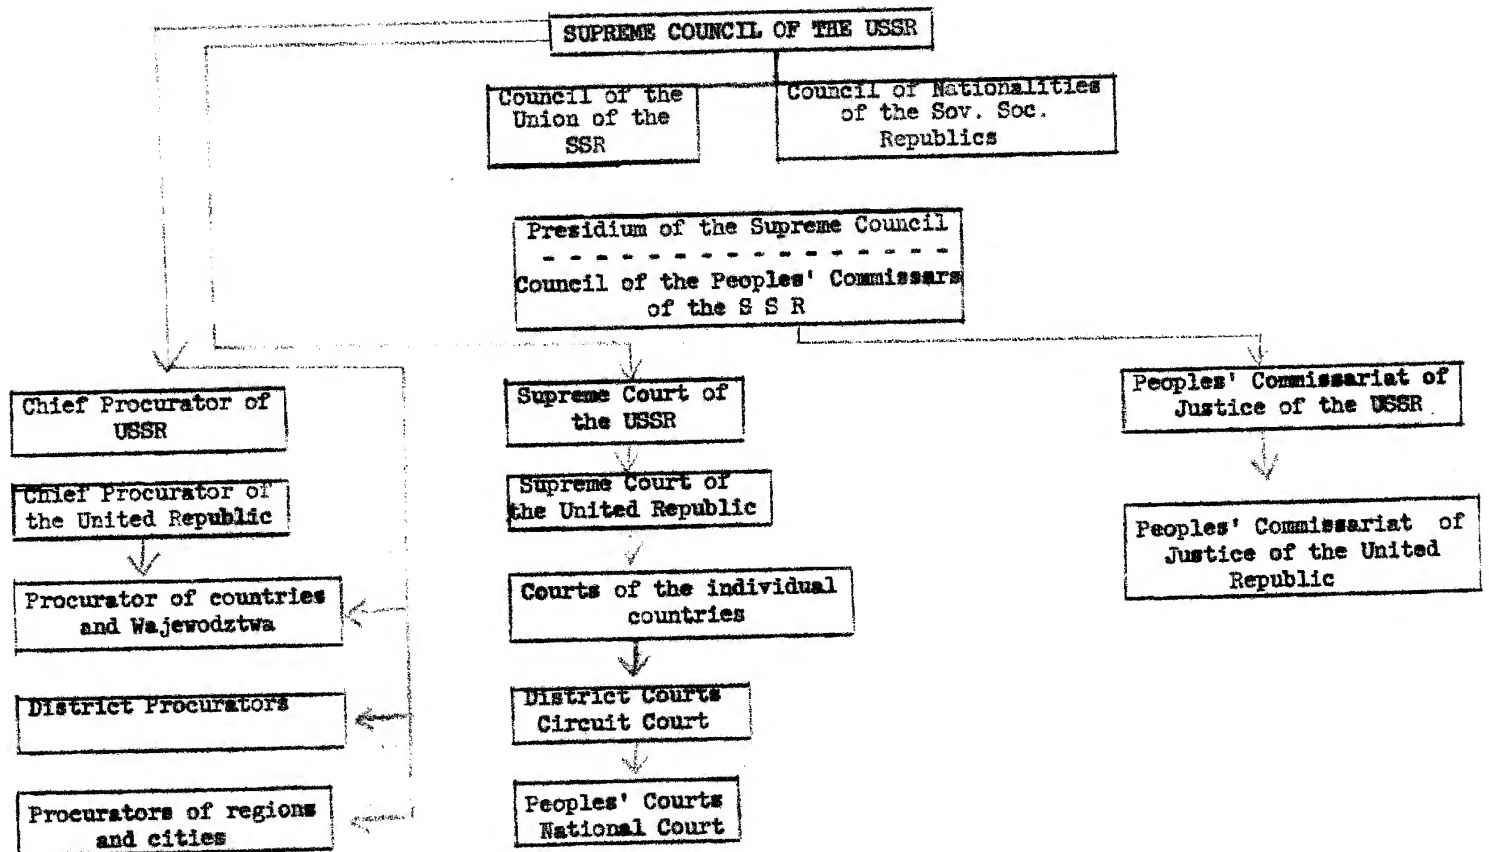 SUPREME COUNCIL OF THE USSR
Council of the
Union of the
SSR
Council of Nationalities
of the Sov. Soc.
Republics
Presidium of the Supreme Council
- - - - - - - - - - - - - - - -
Council of the Peoples' Commissars
of the S S R
Chief Procurator of
USSR
Supreme Court of
the USSR
Peoples' Commissariat of
Justice of the USSR.
Chief Procurator of
the United Republic
Supreme Court of
the United Republic
Peoples' Commissariat of
Justice of the United
Republic
Procurator of countries
and Wajewodztwa
Courts of the individual
countries
District Procurators
District Courts
Circuit Court
Procurators of regions
and cities
Peoples' Courts
National Court